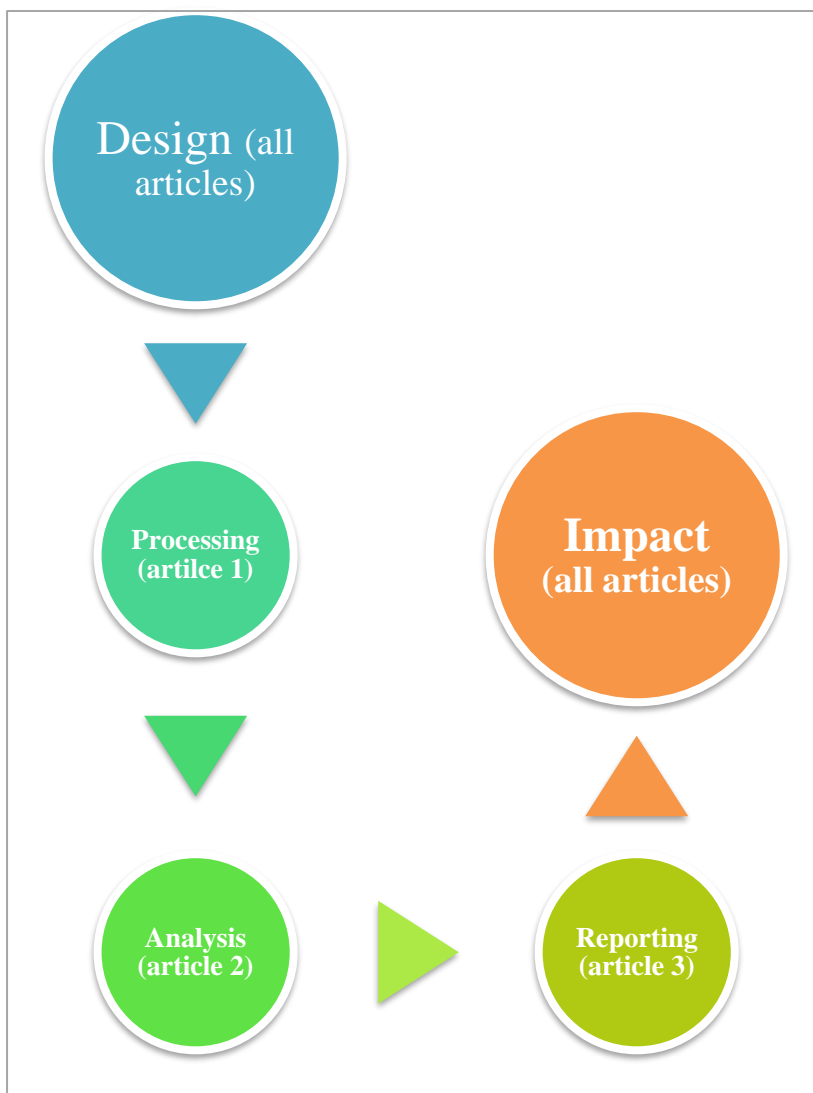 Design (all
articles)
Processing
(artilce 1)
Analysis
(article 2)
Reporting
(article 3)
Impact
(all articles)